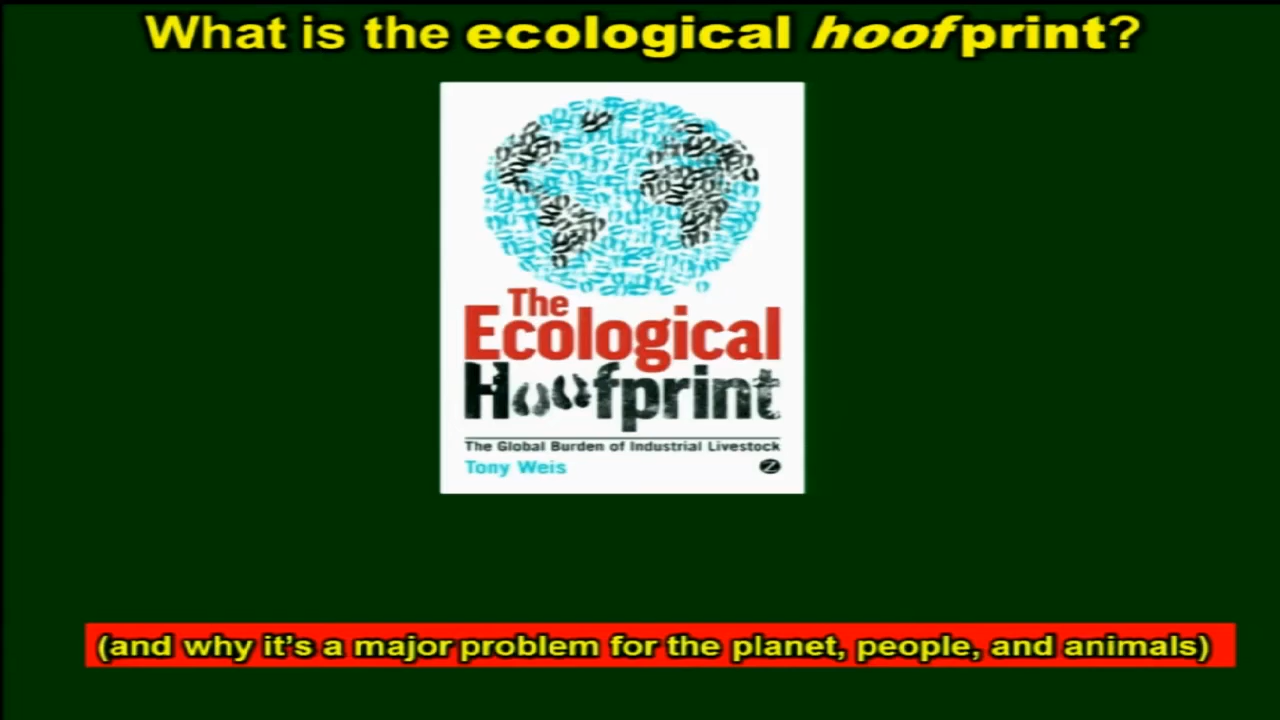 What is the ecological hoofprint?
The
Ecological
Hoofprint
The Global Burden of Industrial Livestock
Tony Weis
Z
(and why it's a major problem for the planet, people, and animals)